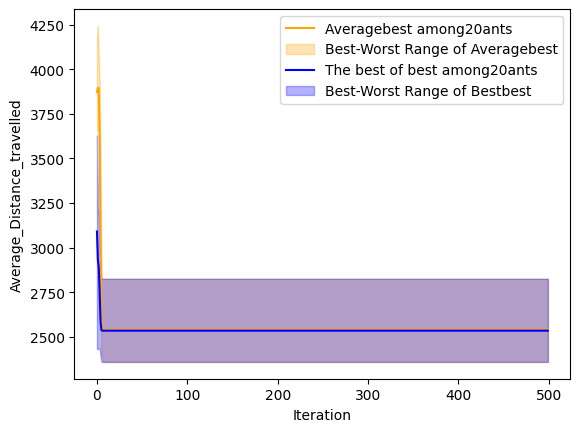 4250
4000
3750
3500
3250
3000
2750
2500
Average_Distance_travelled
Averagebest among20ants
Best-Worst Range of Averagebest
The best of best among20ants
Best-Worst Range of Bestbest
0 100 200 300 400 500
Iteration